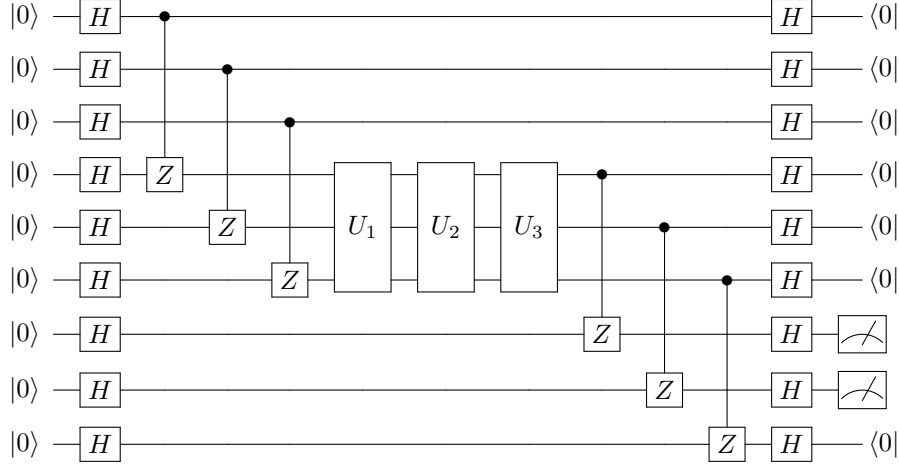 |0⟩ H H ⟨0|
|0⟩ H H ⟨0|
|0⟩ H H ⟨0|
|0⟩ H Z H ⟨0|
|0⟩ H Z U₁ U₂ U₃ H ⟨0|
|0⟩ H Z H ⟨0|
|0⟩ H Z H
|0⟩ H Z H
|0⟩ H Z H ⟨0|